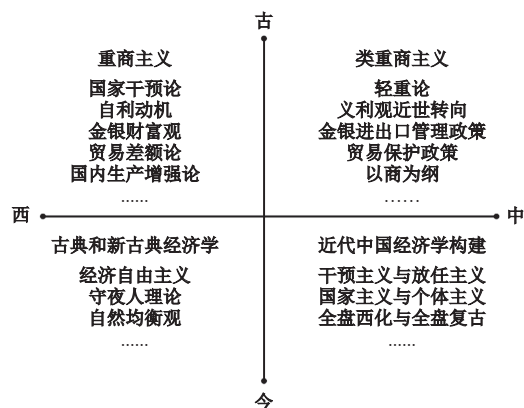 古
重商主义
国家干预论
自利动机
金银财富观
贸易差额论
国内生产增强论
......
类重商主义
轻重论
义利观近世转向
金银进出口管理政策
贸易保护政策
以商为纲
......
西
中
古典和新古典经济学
经济自由主义
守夜人理论
自然均衡观
......
近代中国经济学构建
干预主义与放任主义
国家主义与个体主义
全盘西化与全盘复古
......
今